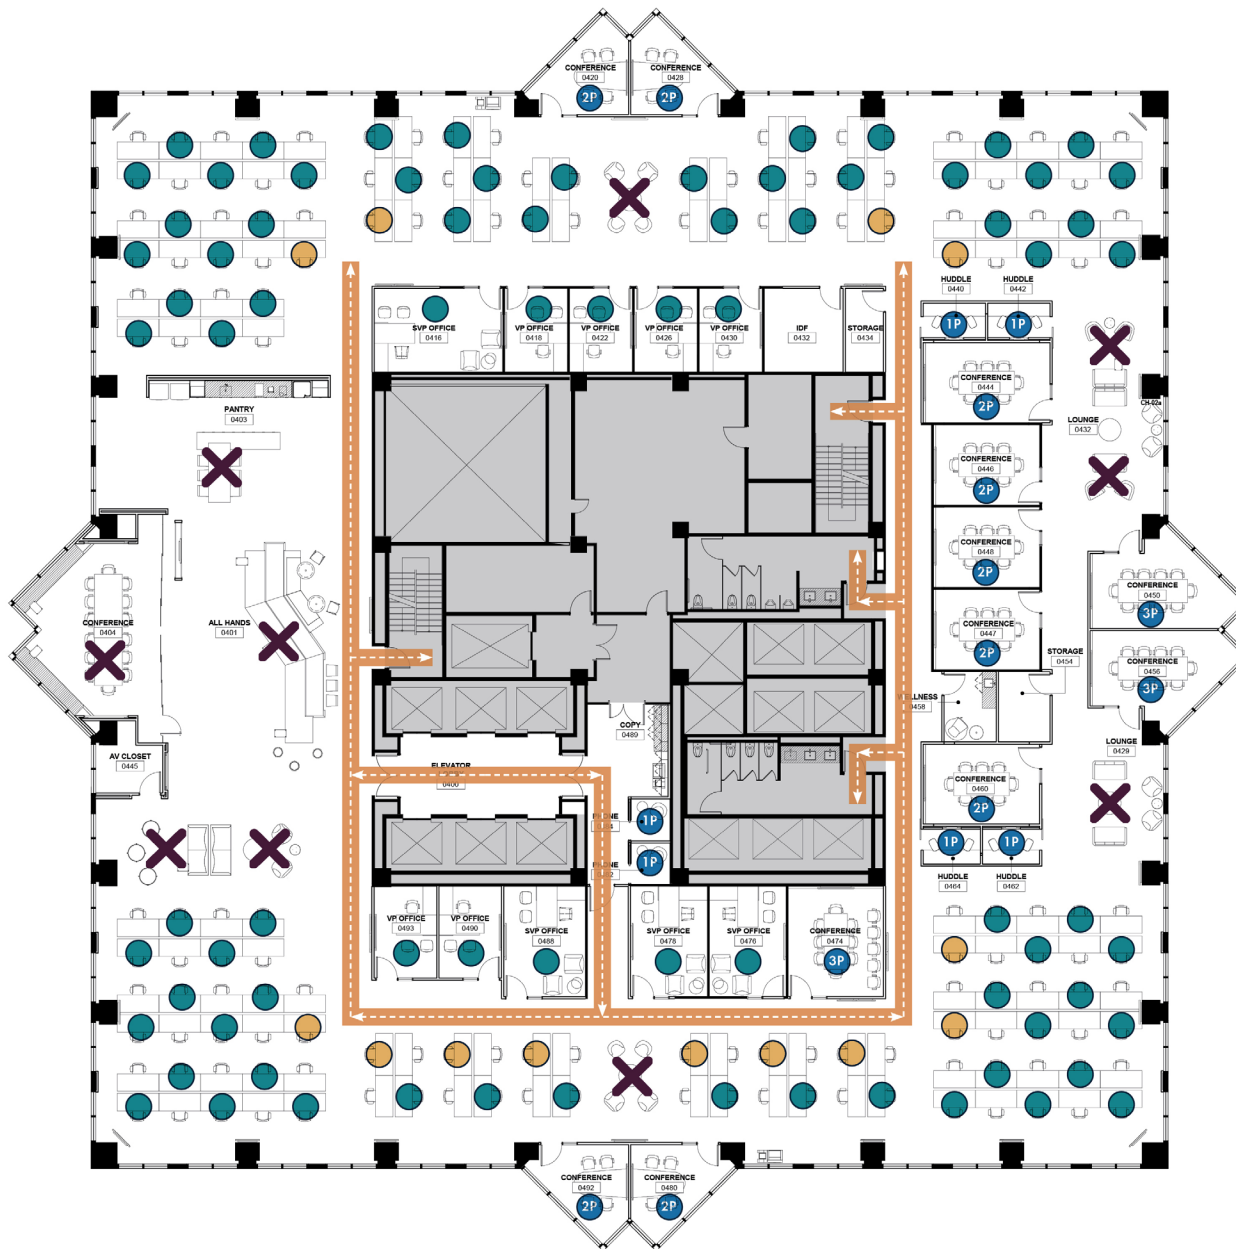 CONFERENCE
0420
2P
CONFERENCE
0428
2P
SVP OFFICE
0416
VP OFFICE
0418
VP OFFICE
0422
VP OFFICE
0426
VP OFFICE
0430
IDF
0432
STORAGE
0434
HUDDLE
0440
1P
HUDDLE
0442
1P
CONFERENCE
0444
2P
CH-02a
LOUNGE
0432
PANTRY
0403
CONFERENCE
0446
2P
CONFERENCE
0448
2P
CONFERENCE
0450
3P
CONFERENCE
0404
ALL HANDS
0401
CONFERENCE
0447
2P
STORAGE
0454
CONFERENCE
0456
3P
0458
COPY
0489
LOUNGE
0429
AV CLOSET
0445
ELEVATOR
CONFERENCE
0460
2P
1P
1P
1P
1P
HUDDLE
0464
HUDDLE
0462
VP OFFICE
0493
VP OFFICE
0490
SVP OFFICE
0488
SVP OFFICE
0478
SVP OFFICE
0476
CONFERENCE
0474
3P
CONFERENCE
0492
2P
CONFERENCE
0480
2P